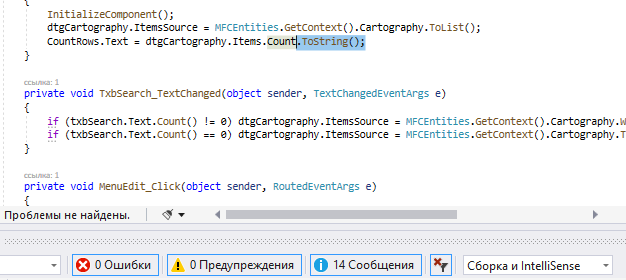 InitializeComponent();
dtgCartography.ItemsSource = MFCEntities.GetContext().Cartography.ToList();
CountRows.Text = dtgCartography.Items.Count.ToString();
}
ссылка: 1
private void TxbSearch_TextChanged(object sender, TextChangedEventArgs e)
{
if (txbSearch.Text.Count() != 0) dtgCartography.ItemsSource = MFCEntities.GetContext().Cartography.W
if (txbSearch.Text.Count() == 0) dtgCartography.ItemsSource = MFCEntities.GetContext().Cartography.T
}
ссылка: 1
private void MenuEdit_Click(object sender, RoutedEventArgs e)
{
Проблемы не найдены.
0 Ошибки 0 Предупреждения 14 Сообщения Сборка и IntelliSense